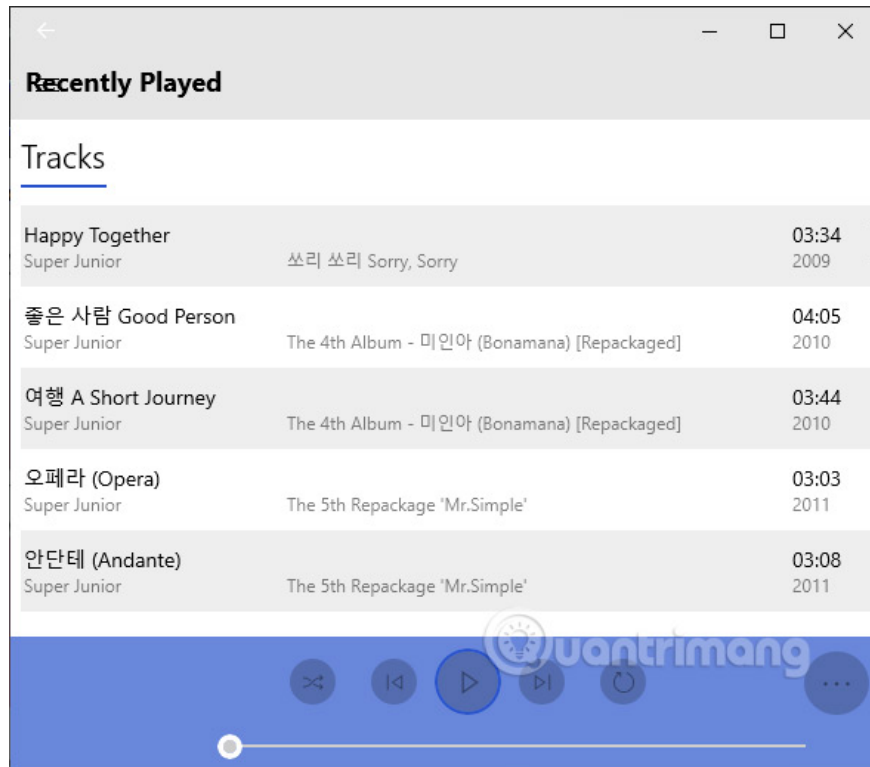 Recently Played
Tracks
Happy Together 03:34
Super Junior 쏘리 쏘리 Sorry, Sorry 2009
좋은 사람 Good Person 04:05
Super Junior The 4th Album - 미인아 (Bonamana) [Repackaged] 2010
여행 A Short Journey 03:44
Super Junior The 4th Album - 미인아 (Bonamana) [Repackaged] 2010
오페라 (Opera) 03:03
Super Junior The 5th Repackage 'Mr.Simple' 2011
안단테 (Andante) 03:08
Super Junior The 5th Repackage 'Mr.Simple' 2011
Quantrimang